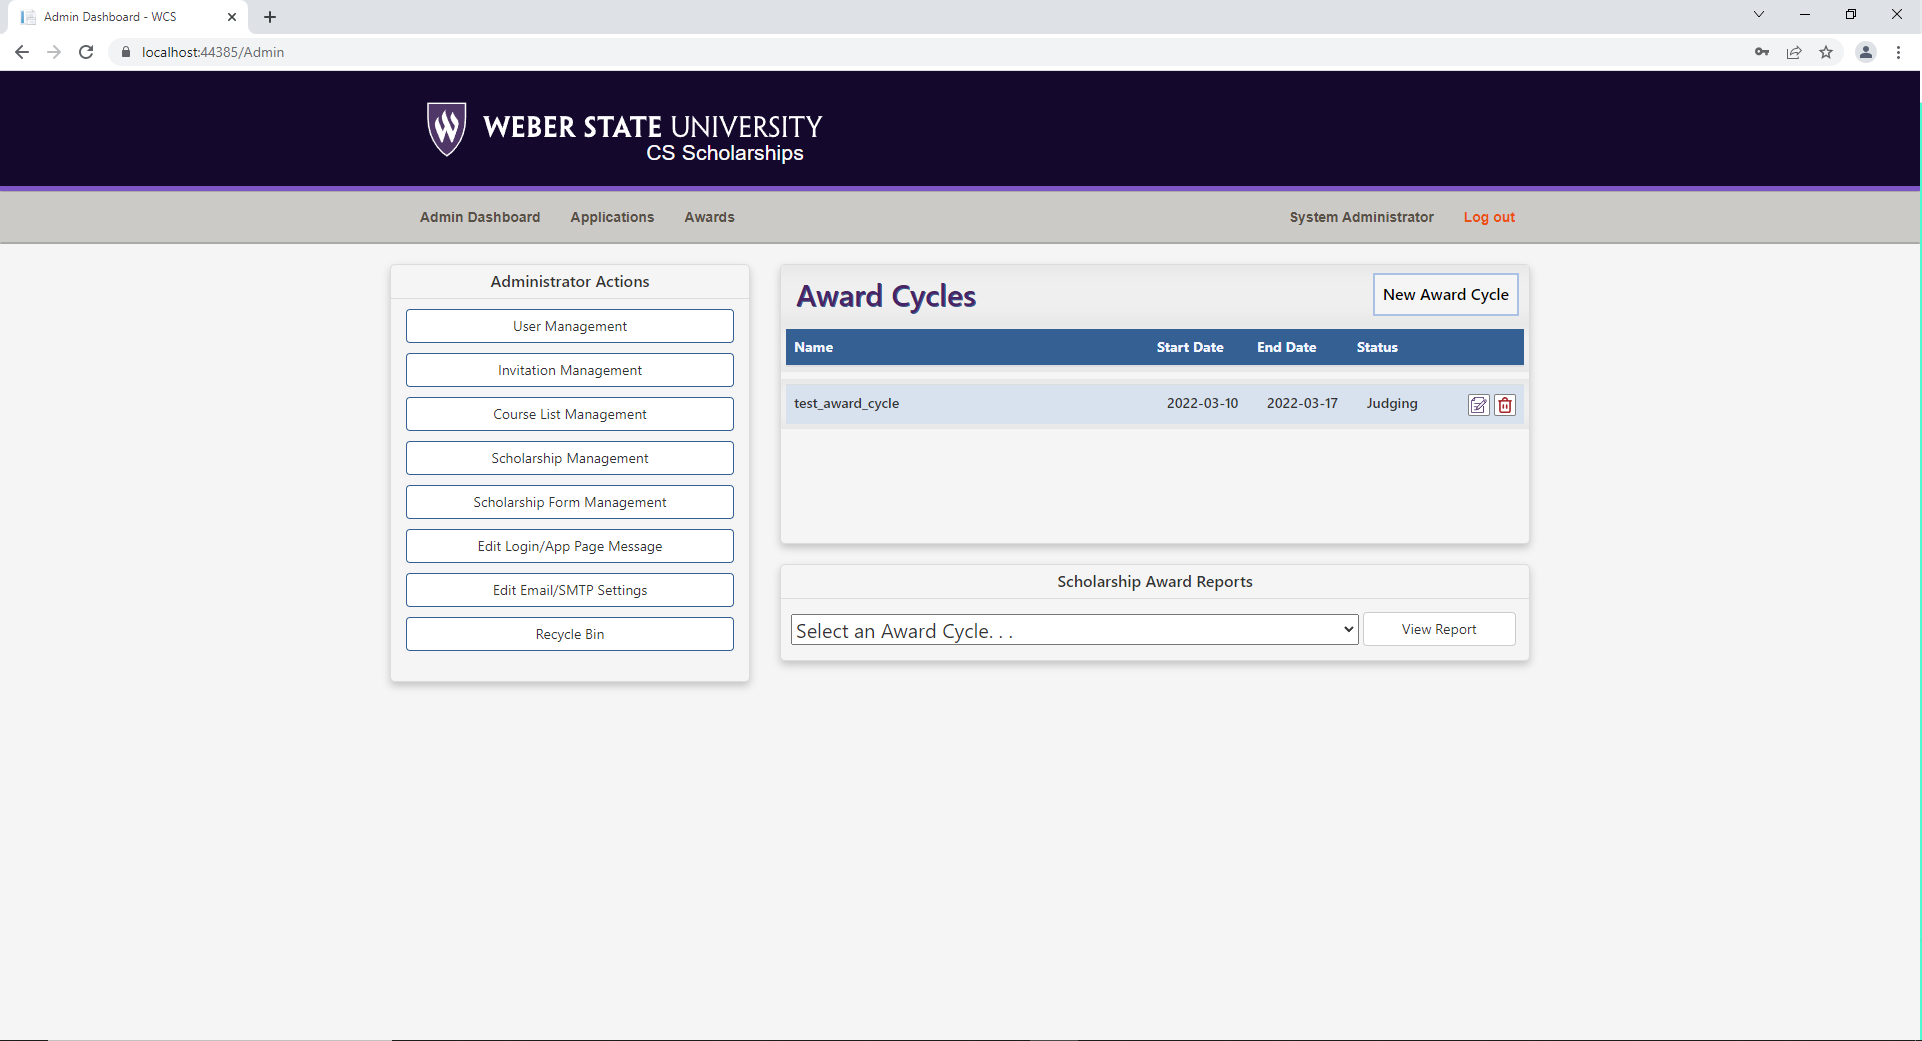 Admin Dashboard - WCS
localhost:44385/Admin
WEBER STATE UNIVERSITY
CS Scholarships
Admin Dashboard Applications Awards System Administrator Log out
Administrator Actions
User Management
Invitation Management
Course List Management
Scholarship Management
Scholarship Form Management
Edit Login/App Page Message
Edit Email/SMTP Settings
Recycle Bin
Award Cycles New Award Cycle
Name Start Date End Date Status
test_award_cycle 2022-03-10 2022-03-17 Judging
Scholarship Award Reports
Select an Award Cycle. . . View Report